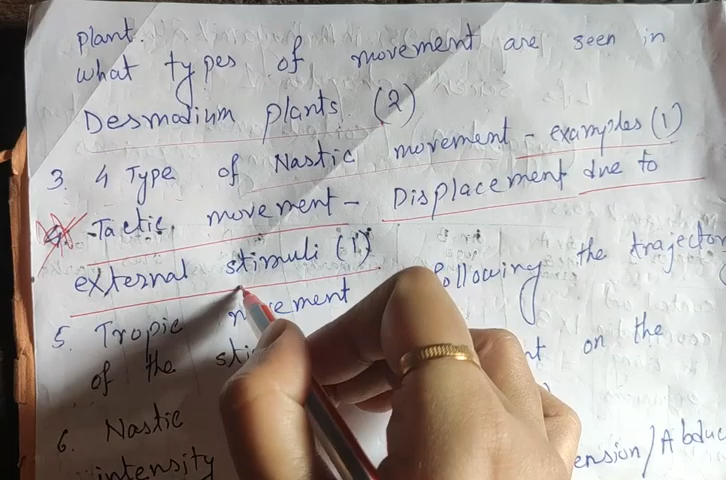 plant.
what types of movement are seen in
Desmodium plants. (2)
3. 4 Type of Nastic movement - examples (1)
Tactic movement - Displacement due to
external stimuli (1)
5. Tropic movement following the
of the on the
6. Nastic
intensity